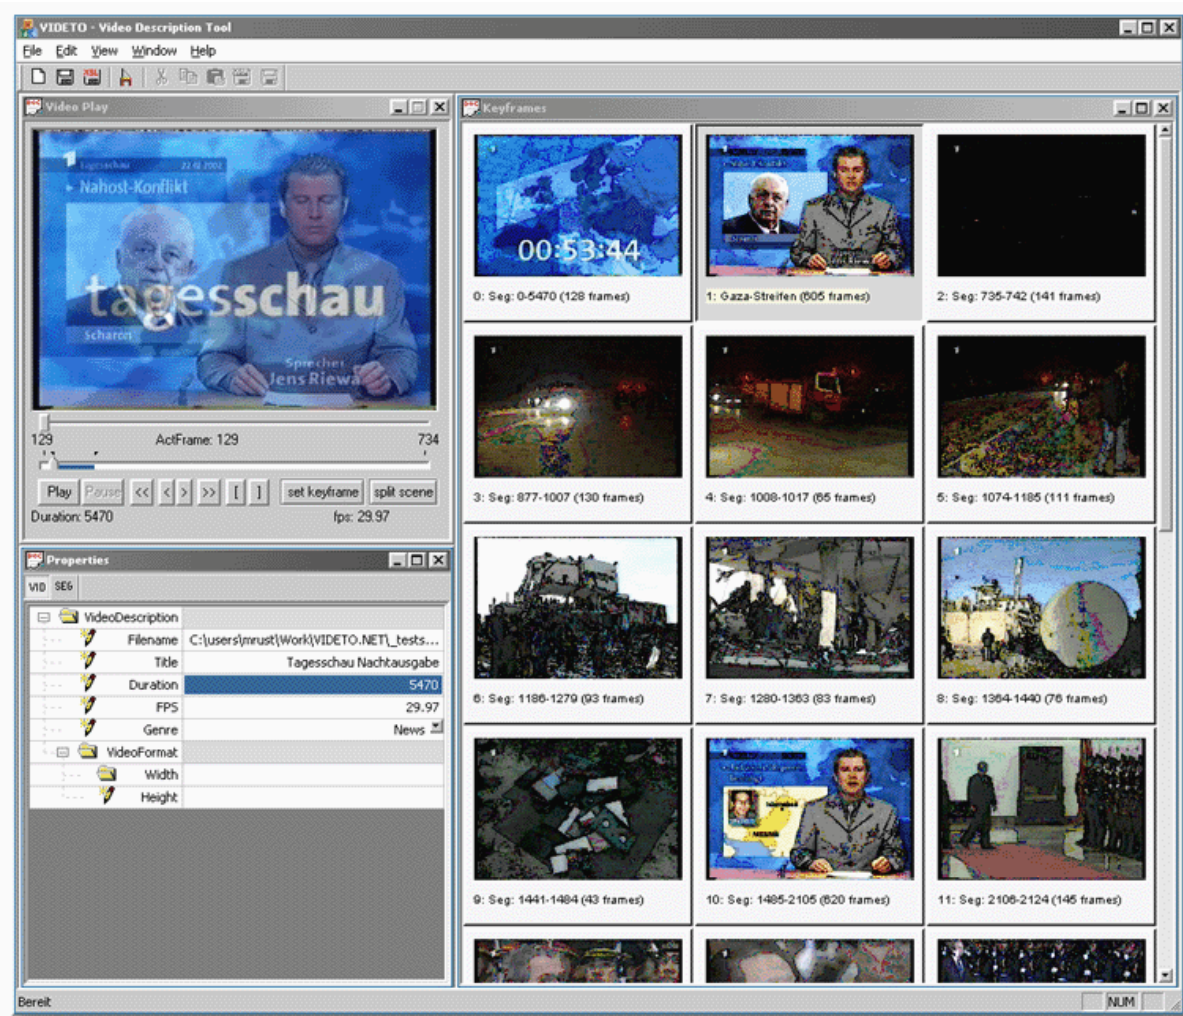 VIDETO - Video Description Tool
File Edit View Window Help
Video Play
tagesschau 22.02.2002
Nahost-Konflikt
tagesschau
Scharon
Sprecher
Jens Riewa
129 ActFrame: 129 734
Play Pause << < > >> [ ] set keyframe split scene
Duration: 5470 fps: 29.97
Properties
VID SEG
VideoDescription
Filename C:\users\mrust\Work\VIDETO.NET\_tests...
Title Tagesschau Nachtausgabe
Duration 5470
FPS 29.97
Genre News
VideoFormat
Width
Height
Keyframes
00:53:44
0: Seg: 0-5470 (128 frames)
1: Gaza-Streifen (605 frames)
2: Seg: 735-742 (141 frames)
3: Seg: 877-1007 (130 frames)
4: Seg: 1008-1017 (65 frames)
5: Seg: 1074-1185 (111 frames)
6: Seg: 1186-1279 (93 frames)
7: Seg: 1280-1363 (83 frames)
8: Seg: 1364-1440 (76 frames)
9: Seg: 1441-1484 (43 frames)
10: Seg: 1485-2105 (620 frames)
11: Seg: 2106-2124 (145 frames)
Bereit NUM